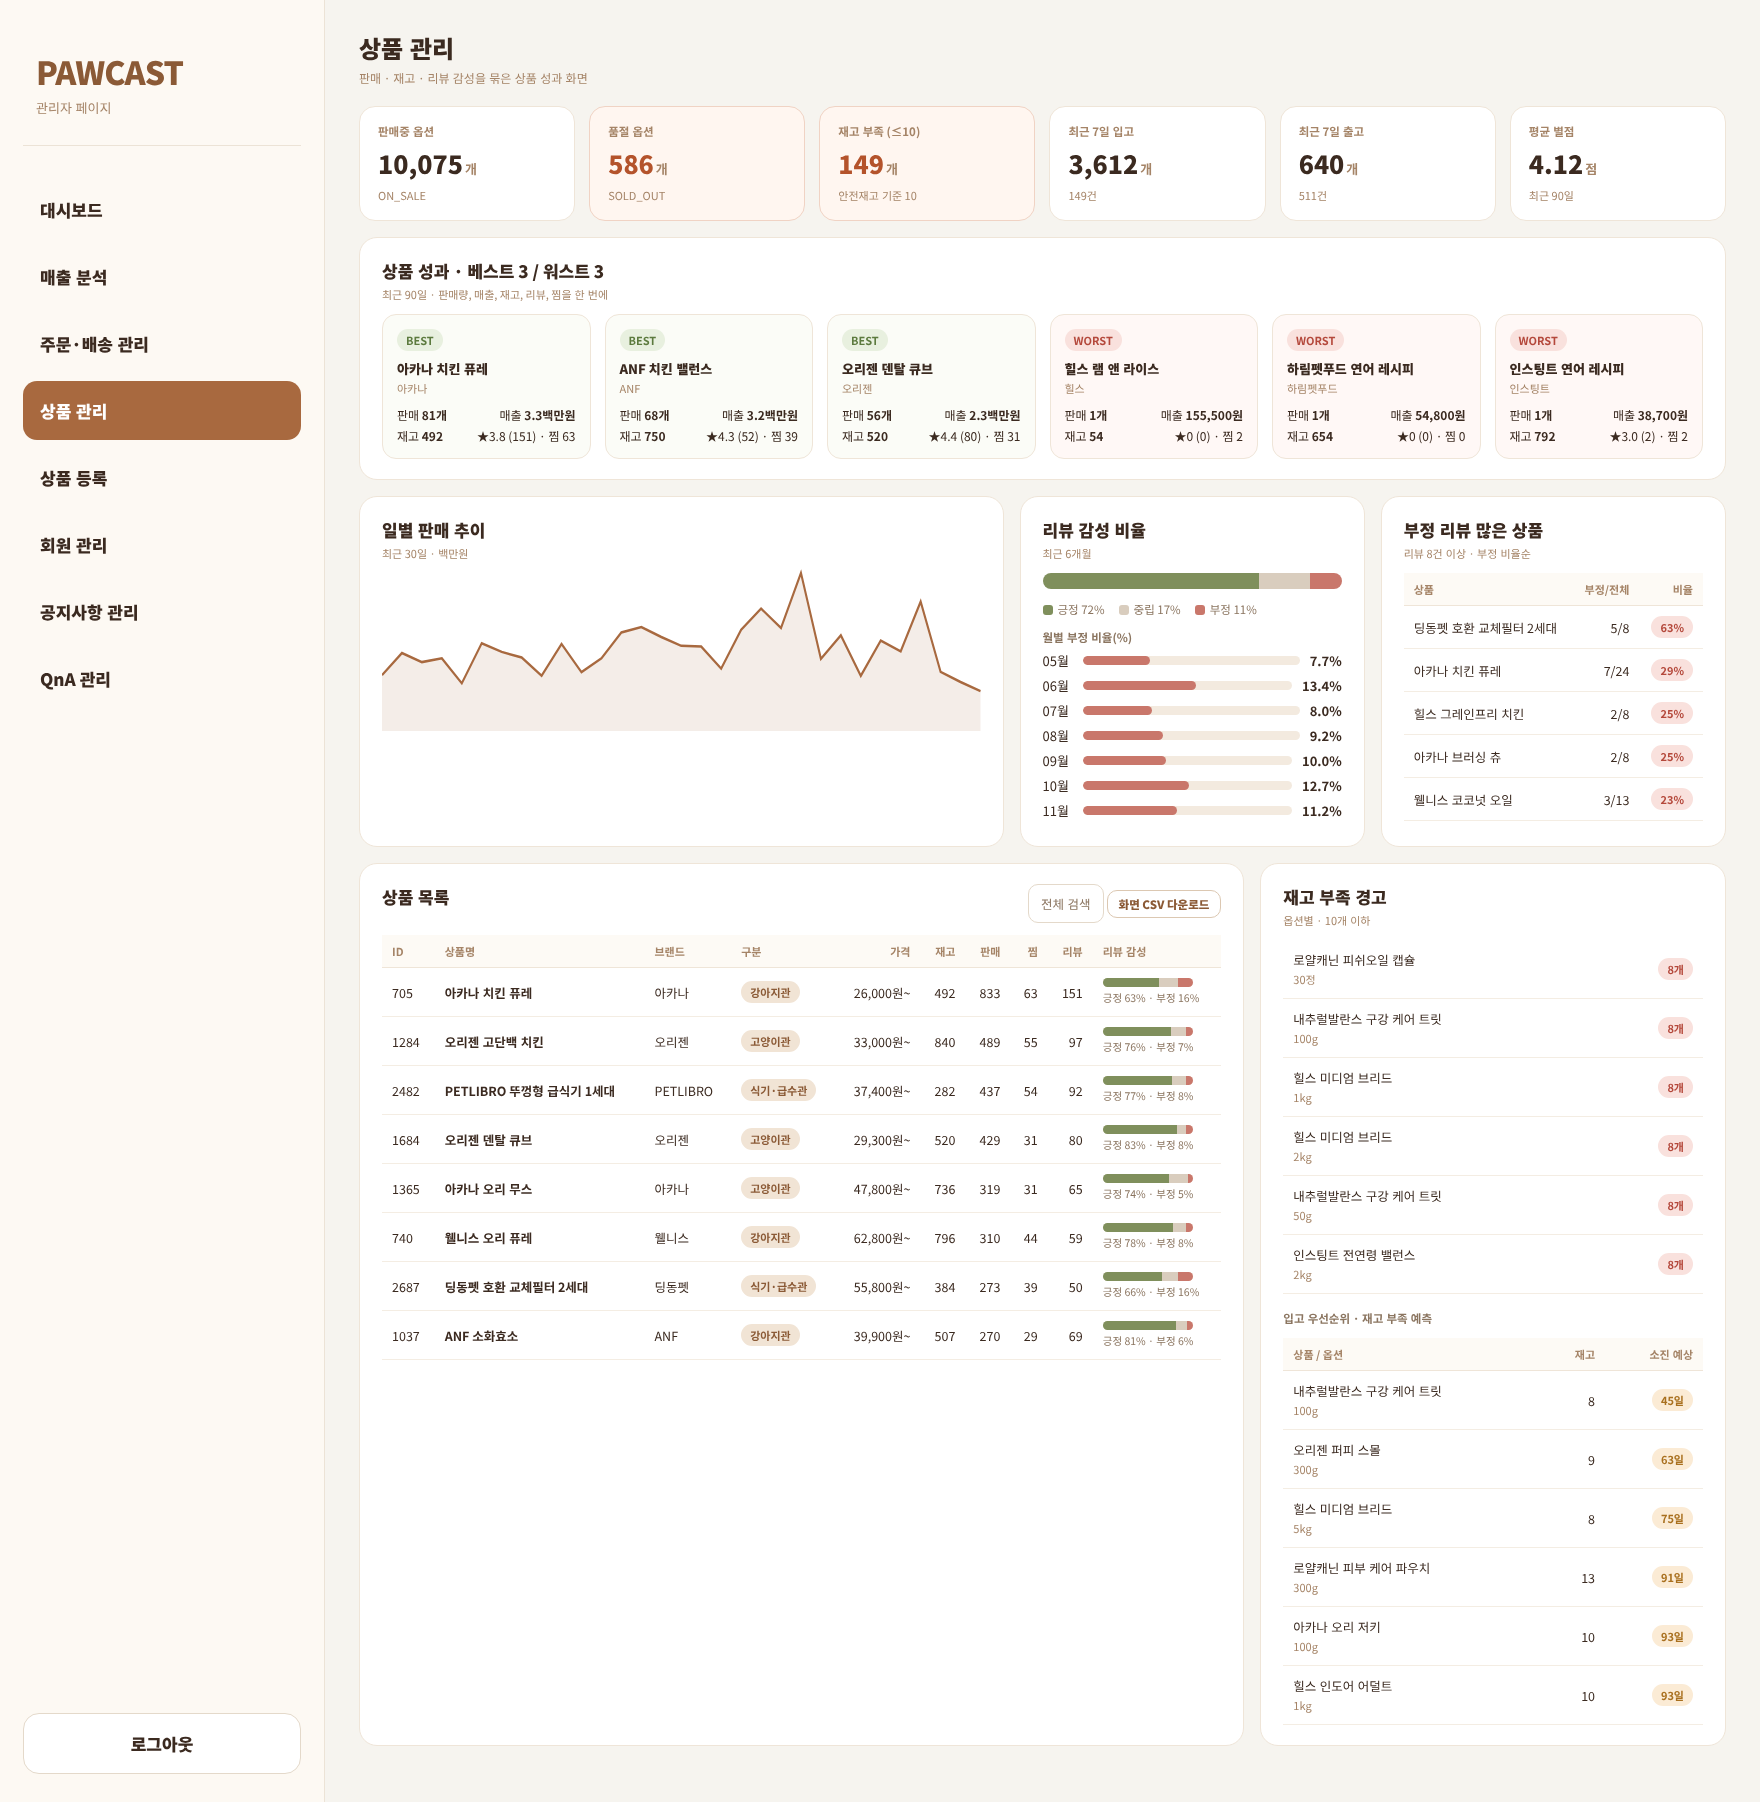 PAWCAST
관리자 페이지
대시보드
매출 분석
주문·배송 관리
상품 관리
상품 등록
회원 관리
공지사항 관리
QnA 관리
로그아웃
상품 관리
판매 · 재고 · 리뷰 감성을 묶은 상품 성과 화면
판매중 옵션
10,075개
ON_SALE
품절 옵션
586개
SOLD_OUT
재고 부족 (≤10)
149개
안전재고 기준 10
최근 7일 입고
3,612개
149건
최근 7일 출고
640개
511건
평균 별점
4.12점
최근 90일
상품 성과 · 베스트 3 / 워스트 3
최근 90일 · 판매량, 매출, 재고, 리뷰, 찜을 한 번에
BEST
아카나 치킨 퓨레
아카나
판매 81개 매출 3.3백만원
재고 492 ★3.8 (151) · 찜 63
BEST
ANF 치킨 밸런스
ANF
판매 68개 매출 3.2백만원
재고 750 ★4.3 (52) · 찜 39
BEST
오리젠 덴탈 큐브
오리젠
판매 56개 매출 2.3백만원
재고 520 ★4.4 (80) · 찜 31
WORST
힐스 램 앤 라이스
힐스
판매 1개 매출 155,500원
재고 54 ★0 (0) · 찜 2
WORST
하림펫푸드 연어 레시피
하림펫푸드
판매 1개 매출 54,800원
재고 654 ★0 (0) · 찜 0
WORST
인스팅트 연어 레시피
인스팅트
판매 1개 매출 38,700원
재고 792 ★3.0 (2) · 찜 2
일별 판매 추이
최근 30일 · 백만원
리뷰 감성 비율
최근 6개월
긍정 72% 중립 17% 부정 11%
월별 부정 비율(%)
05월 7.7%
06월 13.4%
07월 8.0%
08월 9.2%
09월 10.0%
10월 12.7%
11월 11.2%
부정 리뷰 많은 상품
리뷰 8건 이상 · 부정 비율순
상품 부정/전체 비율
딩동펫 호환 교체필터 2세대 5/8 63%
아카나 치킨 퓨레 7/24 29%
힐스 그레인프리 치킨 2/8 25%
아카나 브러싱 츄 2/8 25%
웰니스 코코넛 오일 3/13 23%
상품 목록
전체 검색 화면 CSV 다운로드
ID 상품명 브랜드 구분 가격 재고 판매 찜 리뷰 리뷰 감성
705 아카나 치킨 퓨레 아카나 강아지관 26,000원~ 492 833 63 151 긍정 63% · 부정 16%
1284 오리젠 고단백 치킨 오리젠 고양이관 33,000원~ 840 489 55 97 긍정 76% · 부정 7%
2482 PETLIBRO 뚜껑형 급식기 1세대 PETLIBRO 식기·급수관 37,400원~ 282 437 54 92 긍정 77% · 부정 8%
1684 오리젠 덴탈 큐브 오리젠 고양이관 29,300원~ 520 429 31 80 긍정 83% · 부정 8%
1365 아카나 오리 무스 아카나 고양이관 47,800원~ 736 319 31 65 긍정 74% · 부정 5%
740 웰니스 오리 퓨레 웰니스 강아지관 62,800원~ 796 310 44 59 긍정 78% · 부정 8%
2687 딩동펫 호환 교체필터 2세대 딩동펫 식기·급수관 55,800원~ 384 273 39 50 긍정 66% · 부정 16%
1037 ANF 소화효소 ANF 강아지관 39,900원~ 507 270 29 69 긍정 81% · 부정 6%
재고 부족 경고
옵션별 · 10개 이하
로얄캐닌 피쉬오일 캡슐 8개
30정
내추럴발란스 구강 케어 트릿 8개
100g
힐스 미디엄 브리드 8개
1kg
힐스 미디엄 브리드 8개
2kg
내추럴발란스 구강 케어 트릿 8개
50g
인스팅트 전연령 밸런스 8개
2kg
입고 우선순위 · 재고 부족 예측
상품 / 옵션 재고 소진 예상
내추럴발란스 구강 케어 트릿 8 45일
100g
오리젠 퍼피 스몰 9 63일
300g
힐스 미디엄 브리드 8 75일
5kg
로얄캐닌 피부 케어 파우치 13 91일
300g
아카나 오리 저키 10 93일
100g
힐스 인도어 어덜트 10 93일
1kg